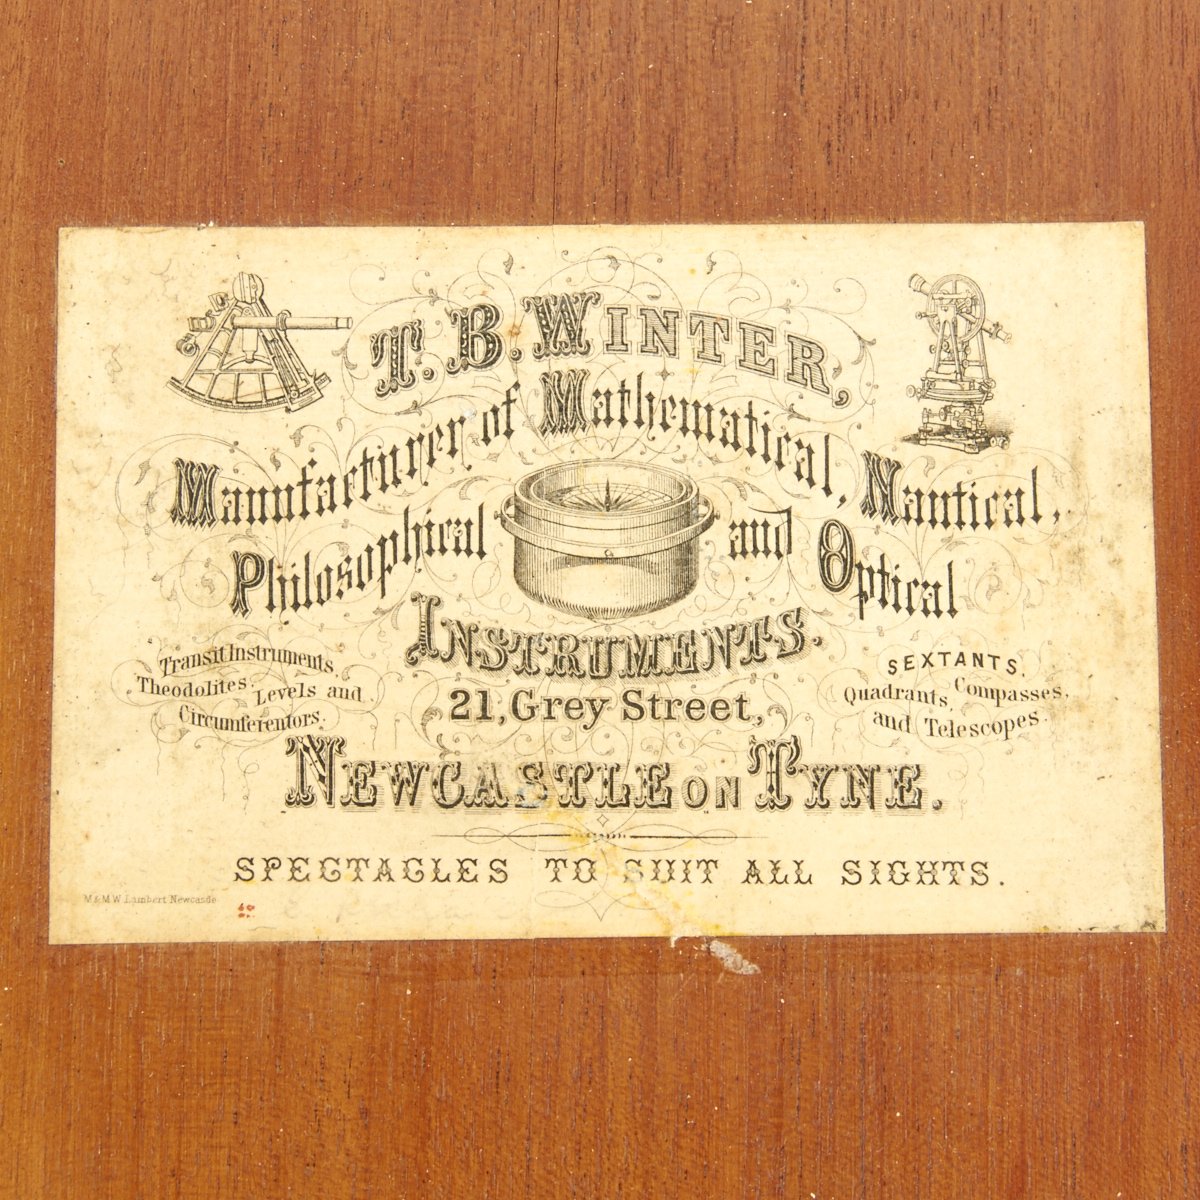 T. B. WINTER,
Manufacturer of Mathematical, Nautical,
Philosophical and Optical
INSTRUMENTS.
Transit Instruments,
Theodolites, Levels and
Circumferentors.
SEXTANTS,
Quadrants, Compasses,
and Telescopes.
21, Grey Street,
NEWCASTLE ON TYNE.
SPECTACLES TO SUIT ALL SIGHTS.
M & M W Lambert Newcastle